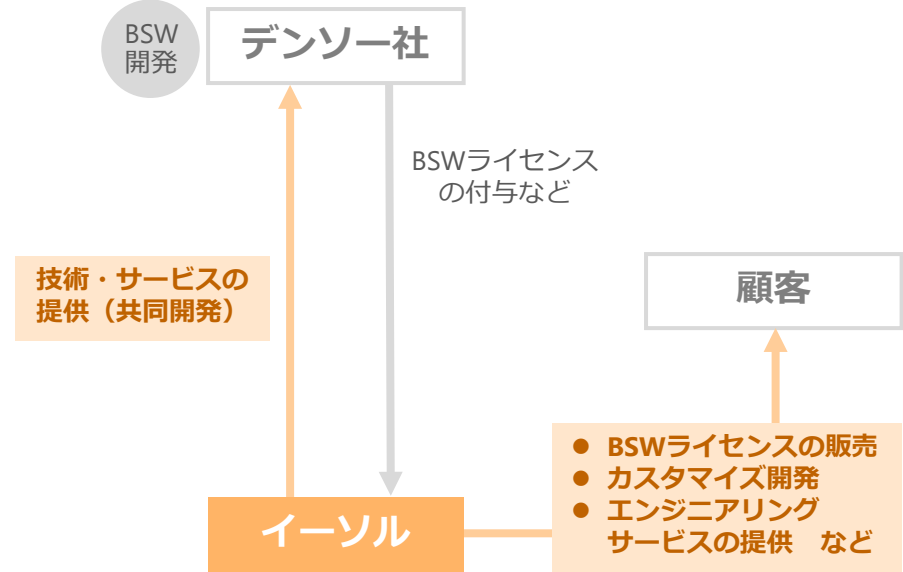 BSW
開発
デンソー社
BSWライセンス
の付与など
技術・サービスの
提供（共同開発）
顧客
● BSWライセンスの販売
● カスタマイズ開発
● エンジニアリング
サービスの提供　など
イーソル